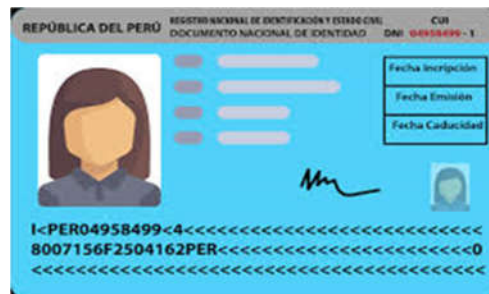 REPÚBLICA DEL PERÚ
REGISTRO NACIONAL DE IDENTIFICACIÓN Y ESTADO CIVIL
DOCUMENTO NACIONAL DE IDENTIDAD
CUI
DNI 04958499 - 1
Fecha Incripción
Fecha Emisión
Fecha Caducidad
I<PER04958499<4<<<<<<<<<<<<<<<<<<<<<<<<<<
8007156F2504162PER<<<<<<<<<<<<<<<<<<<<<<0
<<<<<<<<<<<<<<<<<<<<<<<<<<<<<<<<<<<<<<<